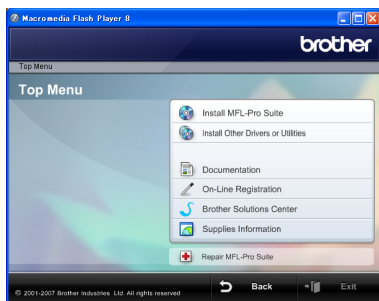 Macromedia Flash Player 8
brother
Top Menu
Top Menu
Install MFL-Pro Suite
Install Other Drivers or Utilities
Documentation
On-Line Registration
Brother Solutions Center
Supplies Information
Repair MFL-Pro Suite
© 2001-2007 Brother Industries Ltd. All rights reserved
Back
Exit